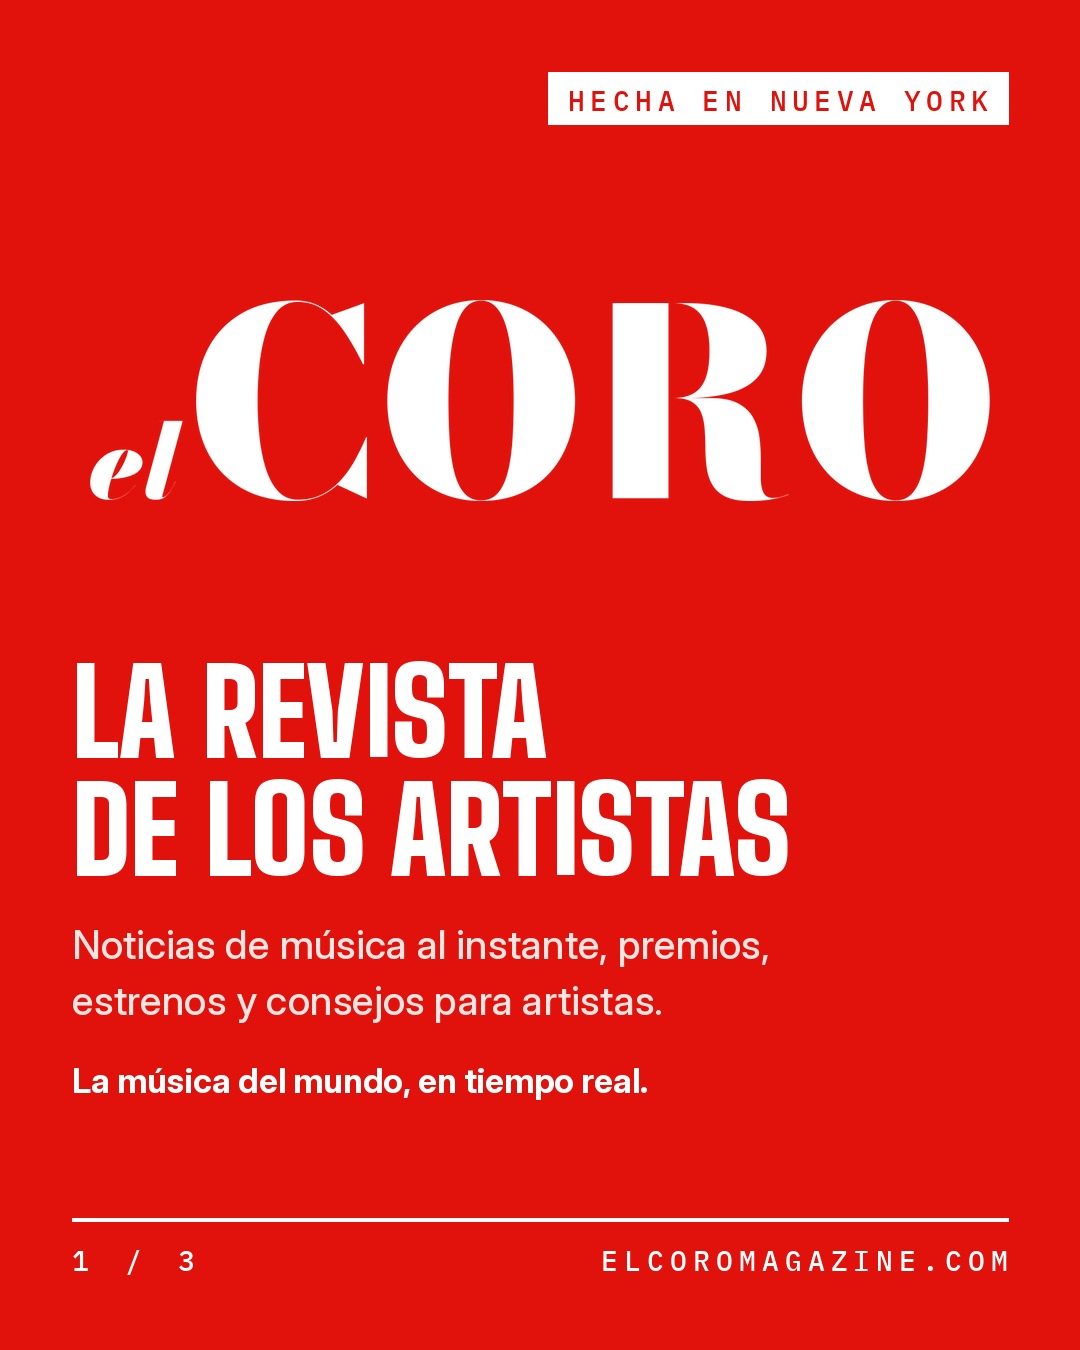 HECHA EN NUEVA YORK
el CORO
LA REVISTA
DE LOS ARTISTAS
Noticias de música al instante, premios,
estrenos y consejos para artistas.
La música del mundo, en tiempo real.
1 / 3
ELCOROMAGAZINE.COM